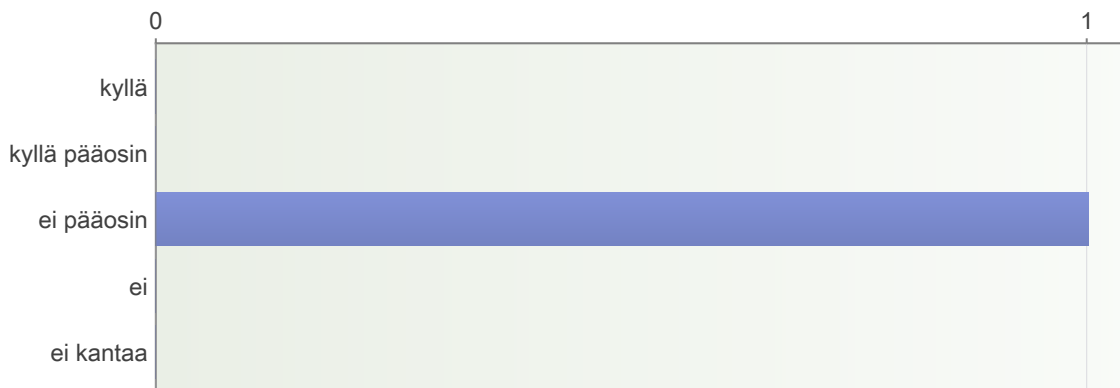 0 1
kyllä
kyllä pääosin
ei pääosin
ei
ei kantaa